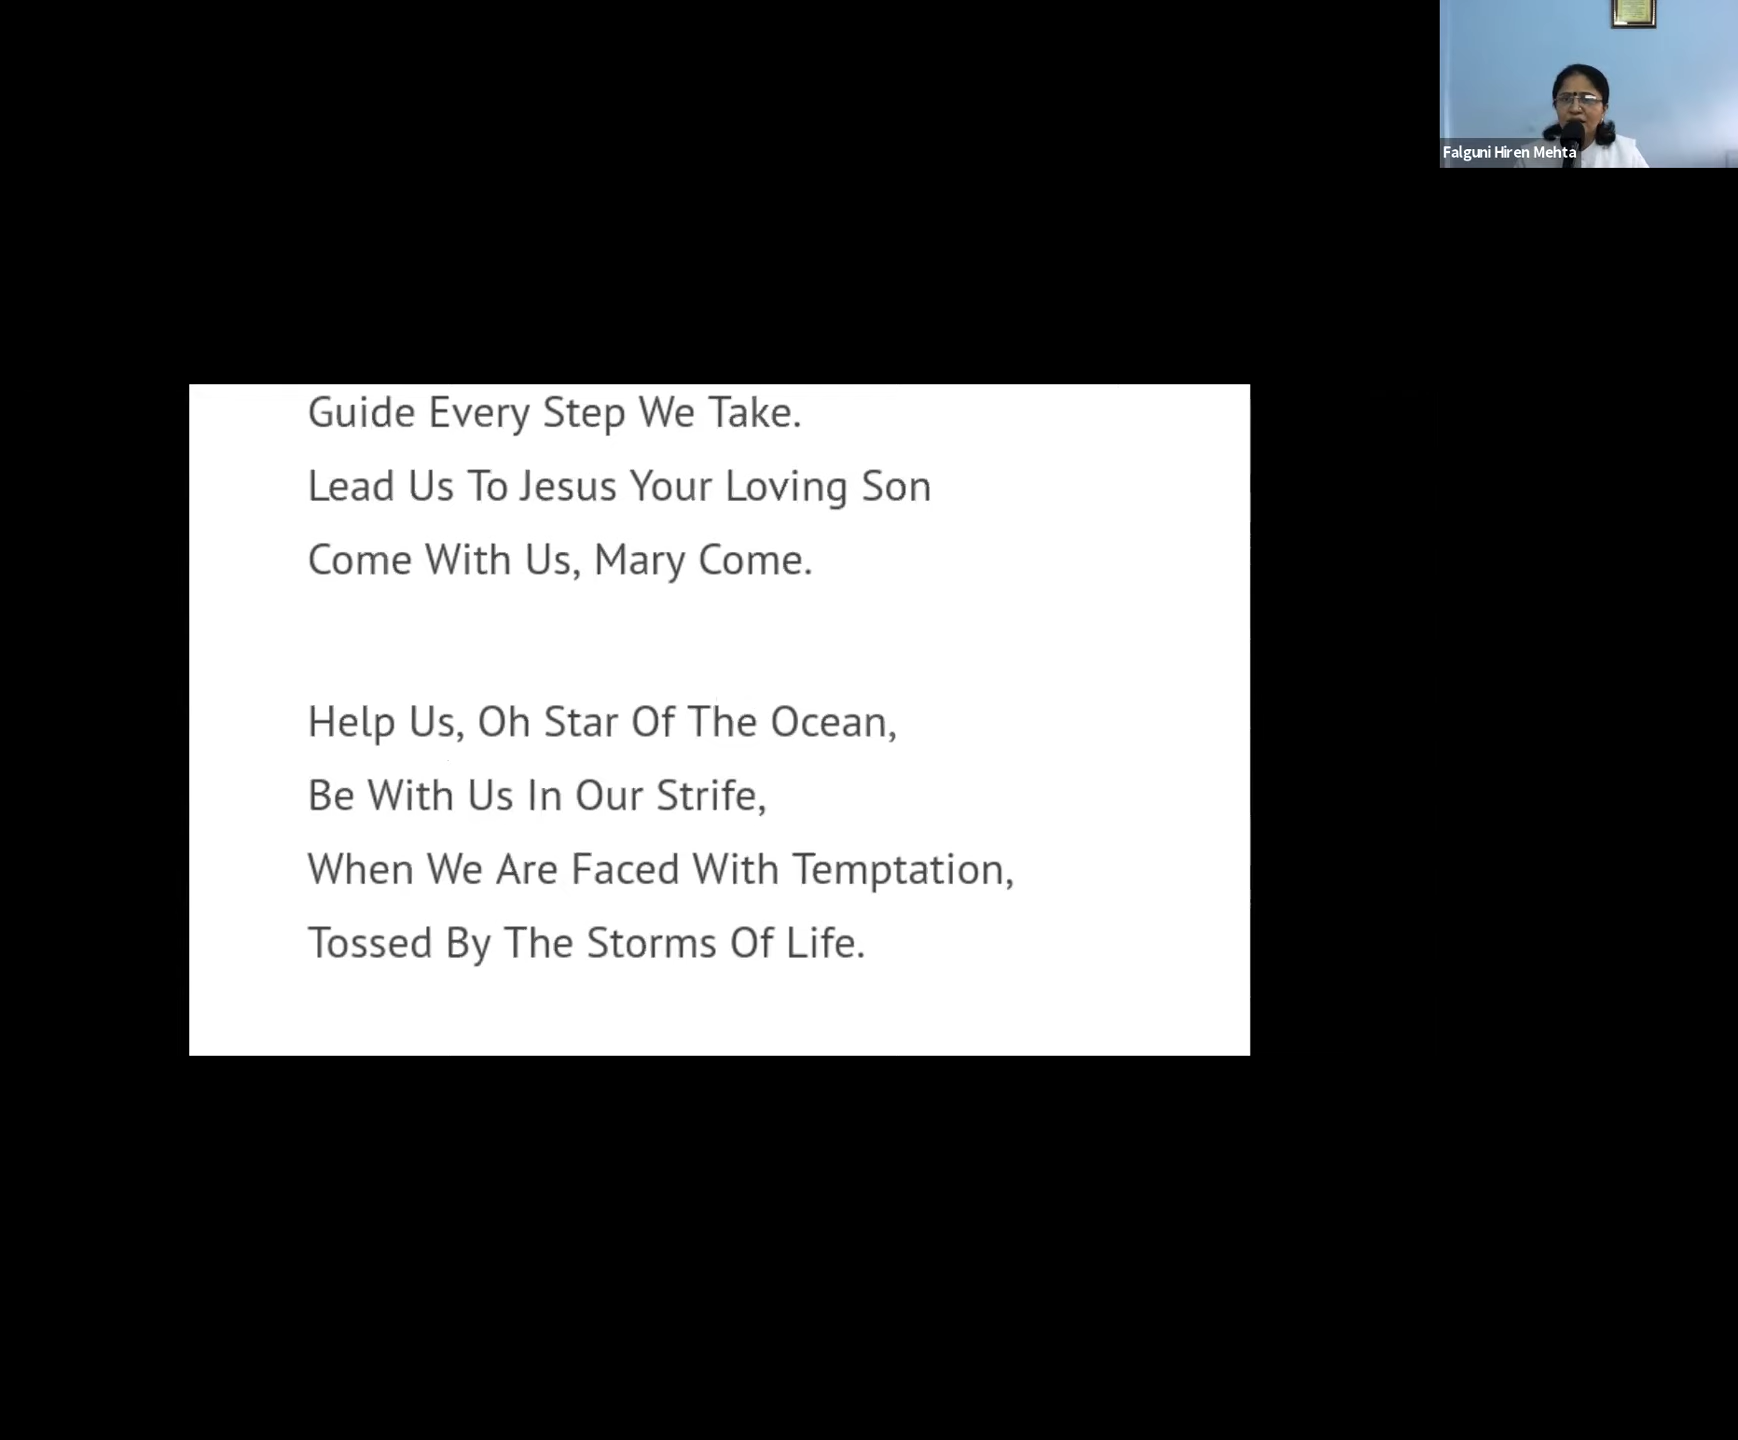 Falguni Hiren Mehta
Guide Every Step We Take.
Lead Us To Jesus Your Loving Son
Come With Us, Mary Come.
Help Us, Oh Star Of The Ocean,
Be With Us In Our Strife,
When We Are Faced With Temptation,
Tossed By The Storms Of Life.